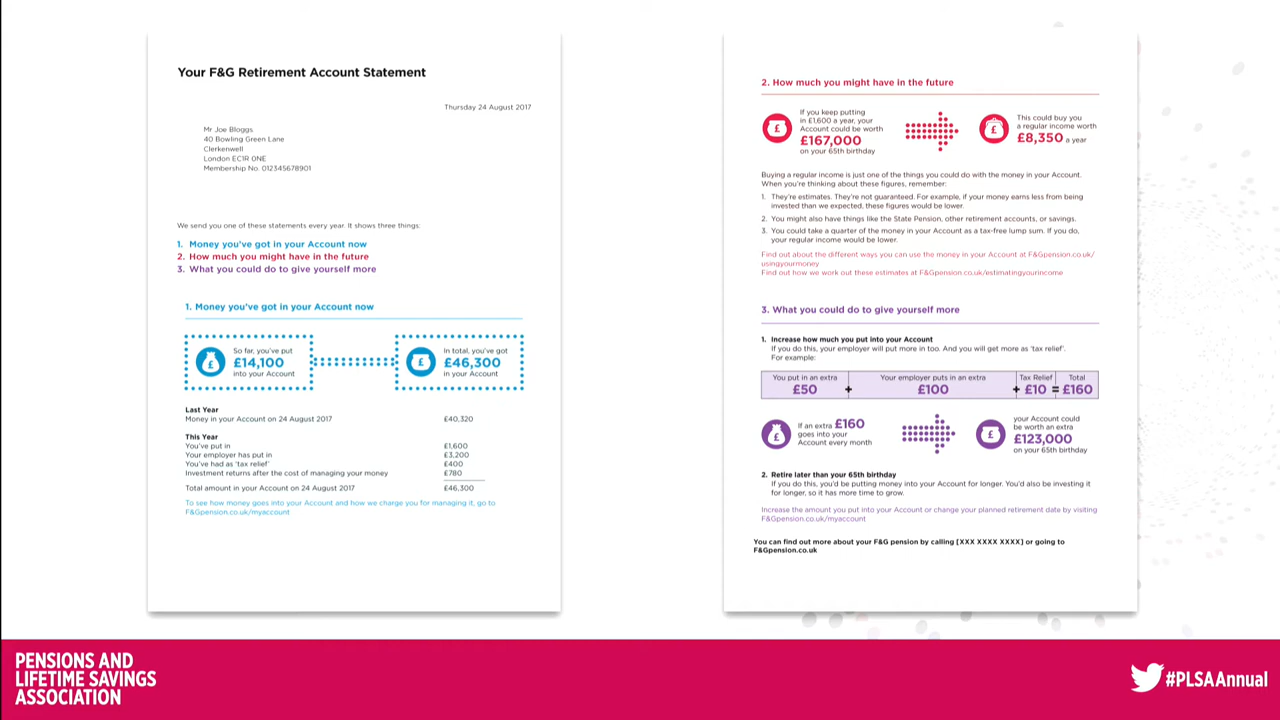 Your F&G Retirement Account Statement
Thursday 24 August 2017
Mr Joe Bloggs
40 Bowling Green Lane
Clerkenwell
London EC1R 0NE
Membership No. 012345678901
We send you one of these statements every year. It shows three things:
1. Money you've got in your Account now
2. How much you might have in the future
3. What you could do to give yourself more
1. Money you've got in your Account now
So far, you've put
£14,100
into your Account
In total, you've got
£46,300
in your Account
Last Year
Money in your Account on 24 August 2017 £40,320
This Year
You've put in £1,600
Your employer has put in £3,200
You've had as 'tax relief' £400
Investment returns after the cost of managing your money £780
Total amount in your Account on 24 August 2017 £46,300
To see how money goes into your Account and how we charge you for managing it, go to
F&Gpension.co.uk/myaccount
2. How much you might have in the future
If you keep putting
in £1,600 a year, your
Account could be worth
£167,000
on your 65th birthday
This could buy you
a regular income worth
£8,350 a year
Buying a regular income is just one of the things you could do with the money in your Account.
When you're thinking about these figures, remember:
1. They're estimates. They're not guaranteed. For example, if your money earns less from being
invested than we expected, these figures would be lower.
2. You might also have things like the State Pension, other retirement accounts, or savings.
3. You could take a quarter of the money in your Account as a tax-free lump sum. If you do,
your regular income would be lower.
Find out about the different ways you can use the money in your Account at F&Gpension.co.uk/
usingyourmoney
Find out how we work out these estimates at F&Gpension.co.uk/estimatingyourincome
3. What you could do to give yourself more
1. Increase how much you put into your Account
If you do this, your employer will put more in too. And you will get more as 'tax relief'.
For example:
You put in an extra Your employer puts in an extra Tax Relief Total
£50 + £100 + £10 = £160
If an extra £160
goes into your
Account every month
your Account could
be worth an extra
£123,000
on your 65th birthday
2. Retire later than your 65th birthday
If you do this, you'd be putting money into your Account for longer. You'd also be investing it
for longer, so it has more time to grow.
Increase the amount you put into your Account or change your planned retirement date by visiting
F&Gpension.co.uk/myaccount
You can find out more about your F&G pension by calling [XXX XXXX XXXX] or going to
F&Gpension.co.uk
PENSIONS AND
LIFETIME SAVINGS
ASSOCIATION
#PLSAAnnual